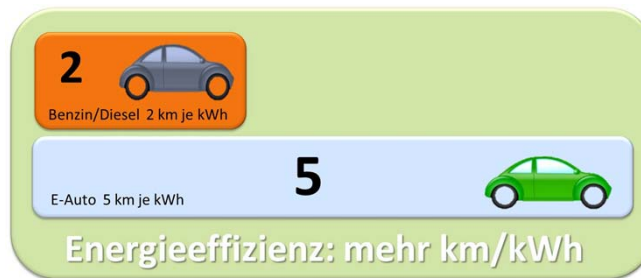 2
Benzin/Diesel 2 km je kWh
5
E-Auto 5 km je kWh
Energieeffizienz: mehr km/kWh